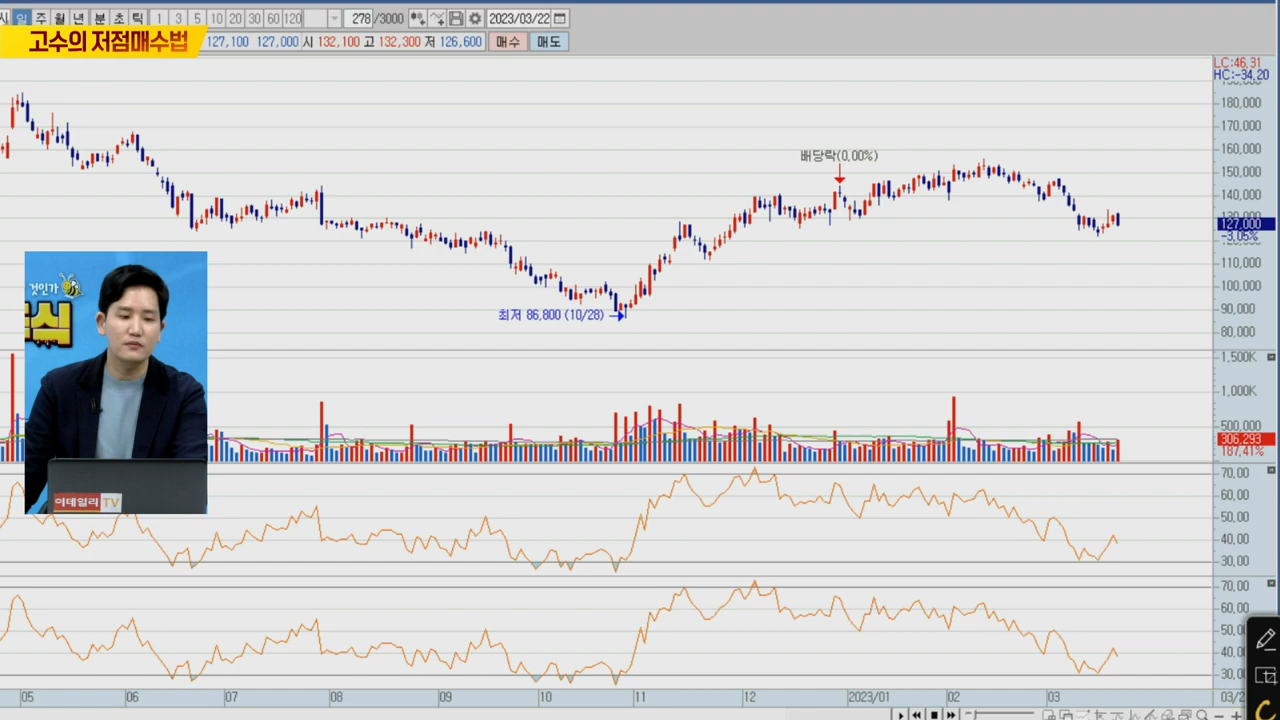 일 주 월 년 분 초 틱 1 3 5 10 20 30 60 120 278 /3000 2023/03/22
고수의 저점매수법
127,100 127,000 시 132,100 고 132,300 저 126,600 매수 매도
LC:46,31
HC:-34,20
180,000
170,000
160,000
배당락(0,00%)
150,000
140,000
127,000
-3,05%
110,000
100,000
90,000
최저 86,800 (10/28)
80,000
것인가
식
1,500K
1,000K
500,000
306,293
187,41%
이데일리 TV
70,00
60,00
50,00
40,00
30,00
70,00
60,00
50,00
40,00
30,00
05 06 07 08 09 10 11 12 2023/01 02 03 03/2